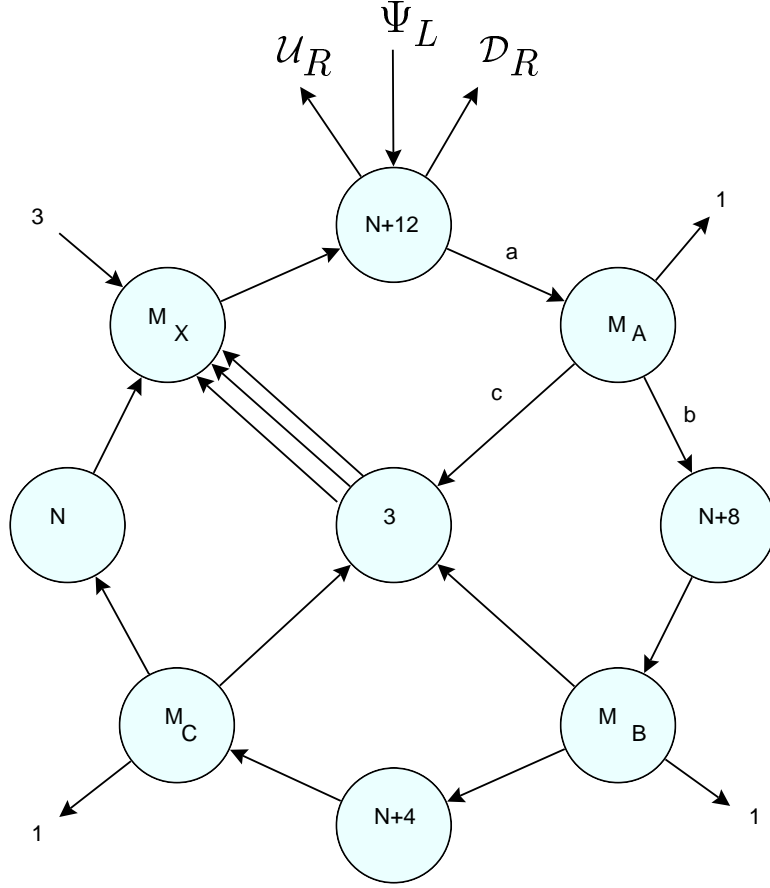 Ψ_L
𝒰_R
𝒟_R
3
N+12
a
1
M_X
M_A
c
b
N
3
N+8
M_C
M_B
N+4
1
1